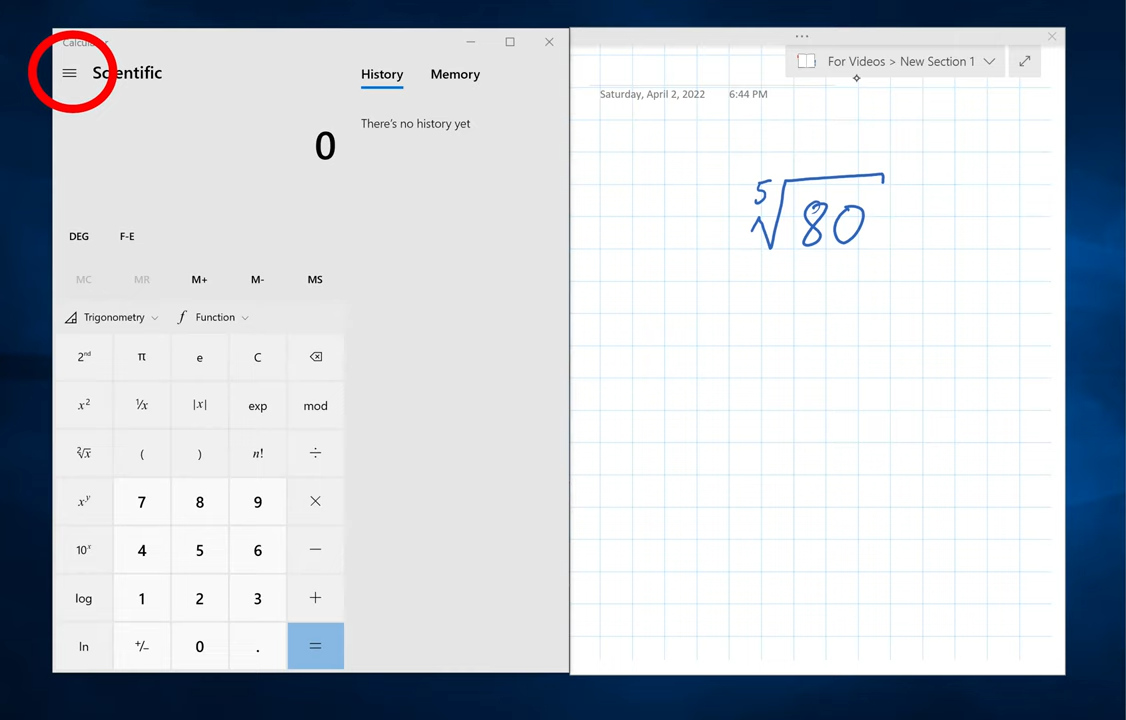 Calculator
Scientific
History Memory
There's no history yet
0
DEG F-E
MC MR M+ M- MS
Trigonometry f Function
2nd π e C
x2 1/x |x| exp mod
2√x ( ) n! ÷
xy 7 8 9 ×
10x 4 5 6 −
log 1 2 3 +
ln +/− 0 . =
For Videos > New Section 1
Saturday, April 2, 2022 6:44 PM
5√80